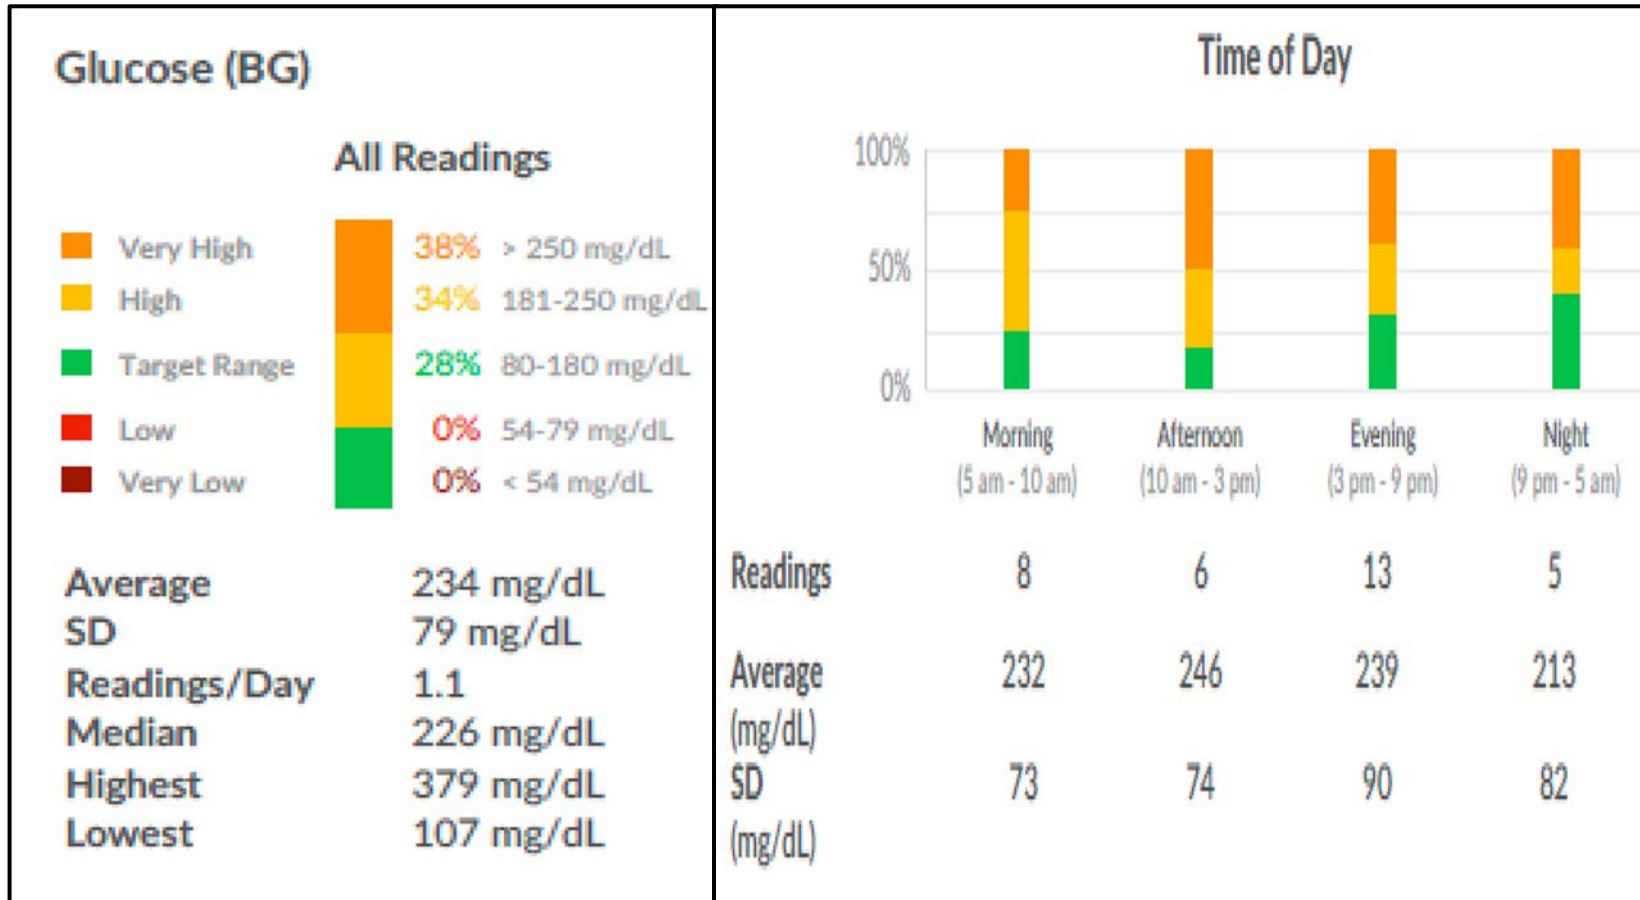 Glucose (BG)
All Readings
Very High 38% > 250 mg/dL
High 34% 181-250 mg/dL
Target Range 28% 80-180 mg/dL
Low 0% 54-79 mg/dL
Very Low 0% < 54 mg/dL
Average 234 mg/dL
SD 79 mg/dL
Readings/Day 1.1
Median 226 mg/dL
Highest 379 mg/dL
Lowest 107 mg/dL
Time of Day
100%
50%
0%
Morning Afternoon Evening Night
(5 am - 10 am) (10 am - 3 pm) (3 pm - 9 pm) (9 pm - 5 am)
Readings 8 6 13 5
Average 232 246 239 213
(mg/dL)
SD 73 74 90 82
(mg/dL)